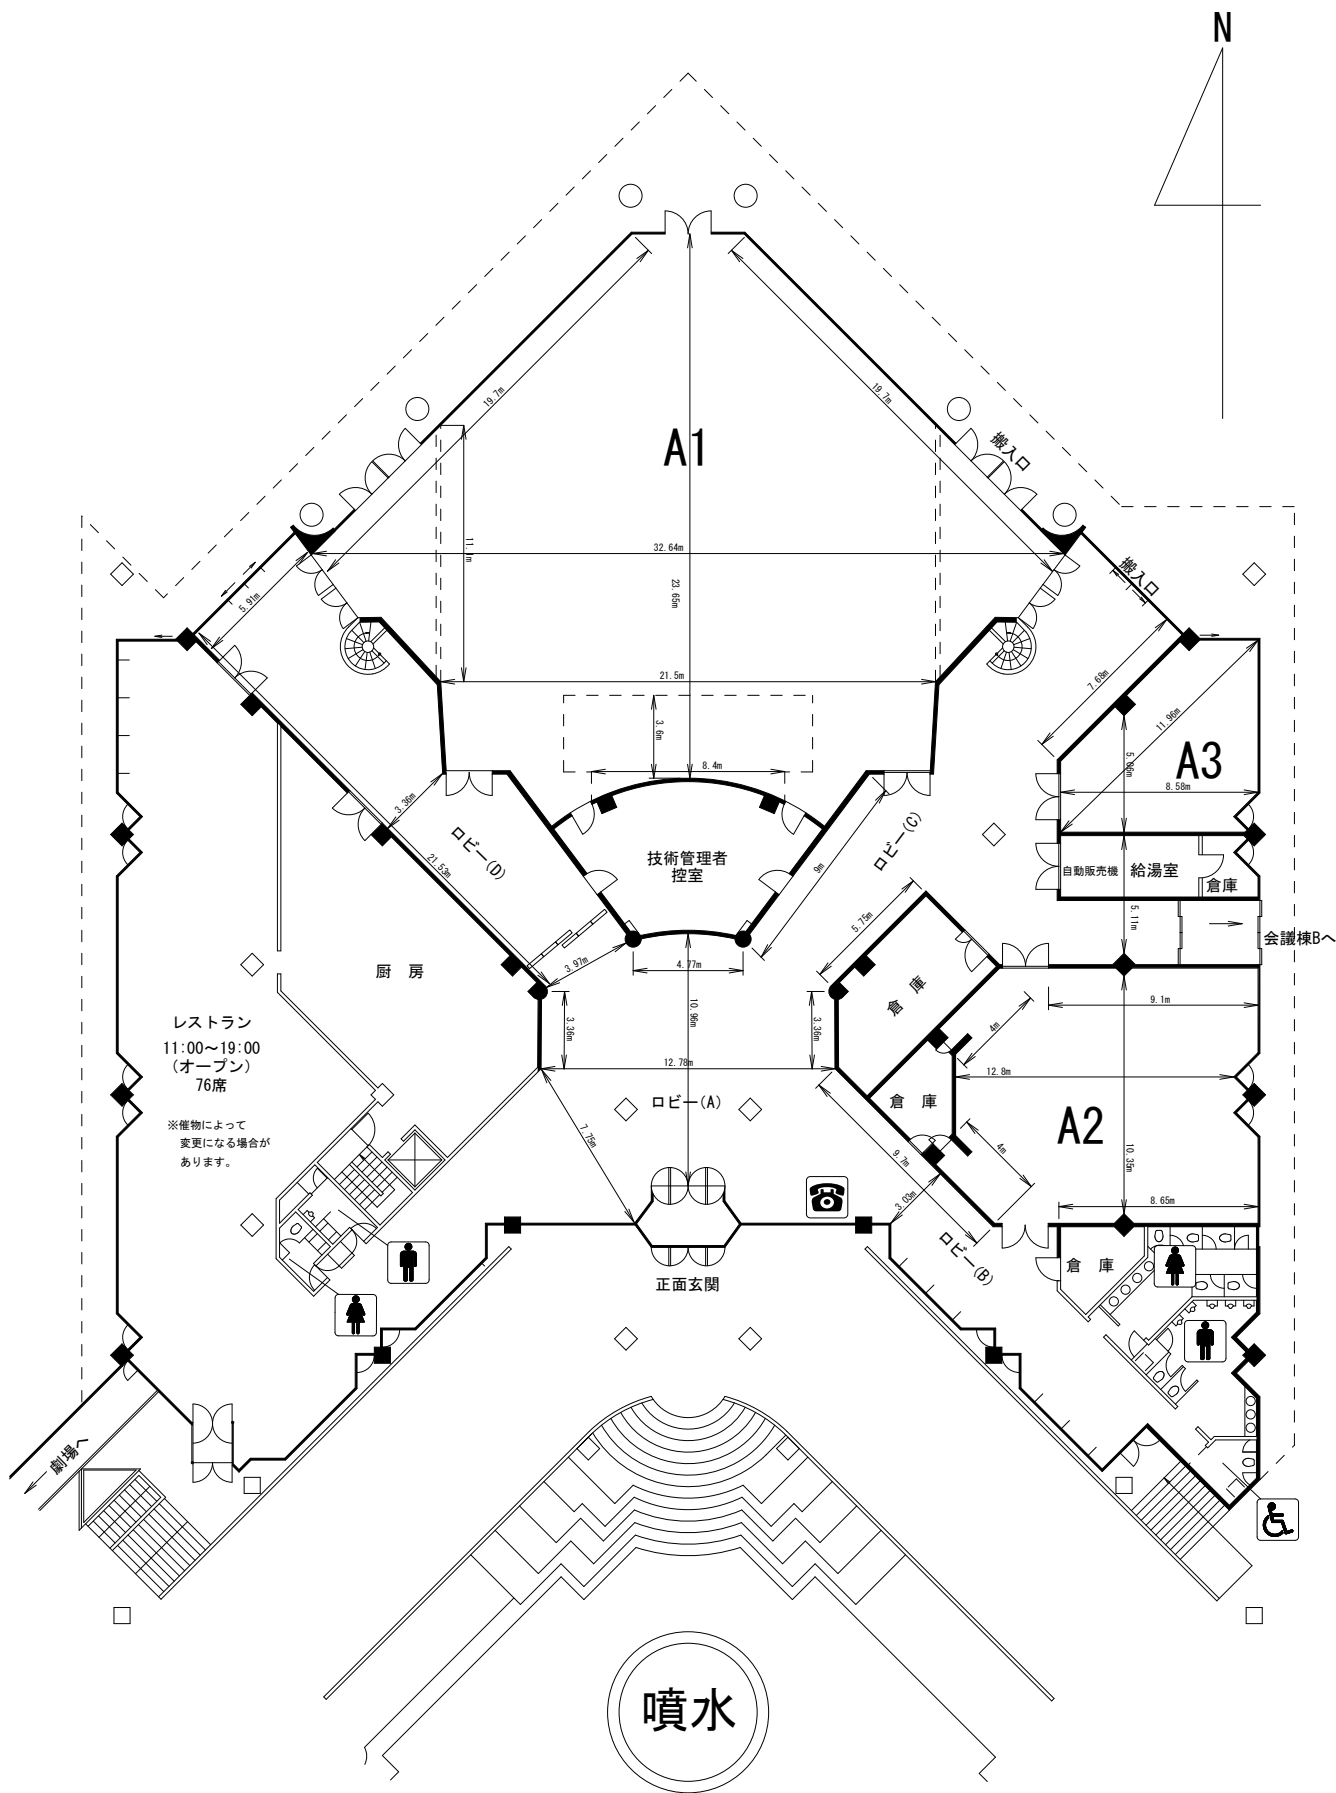 N
19.7m
19.7m
A1
搬入口
11.1m
32.64m
23.65m
搬入口
5.91m
7.68m
21.5m
3.6m
11.96m
5.66m
A3
8.4m
8.58m
3.36m
ロビー(D)
21.53m
技術管理者
控室
9m
ロビー(C)
自動販売機
給湯室
倉庫
5.75m
5.11m
会議棟Bへ
3.97m
4.77m
厨 房
倉 庫
9.1m
レストラン
11:00～19:00
(オープン)
76席
3.36m
10.96m
3.36m
4m
12.78m
12.8m
※催物によって
変更になる場合が
あります。
ロビー(A)
倉 庫
A2
7.75m
9.7m
4m
10.35m
3.03m
8.65m
ロビー(B)
倉 庫
正面玄関
劇場へ
噴水